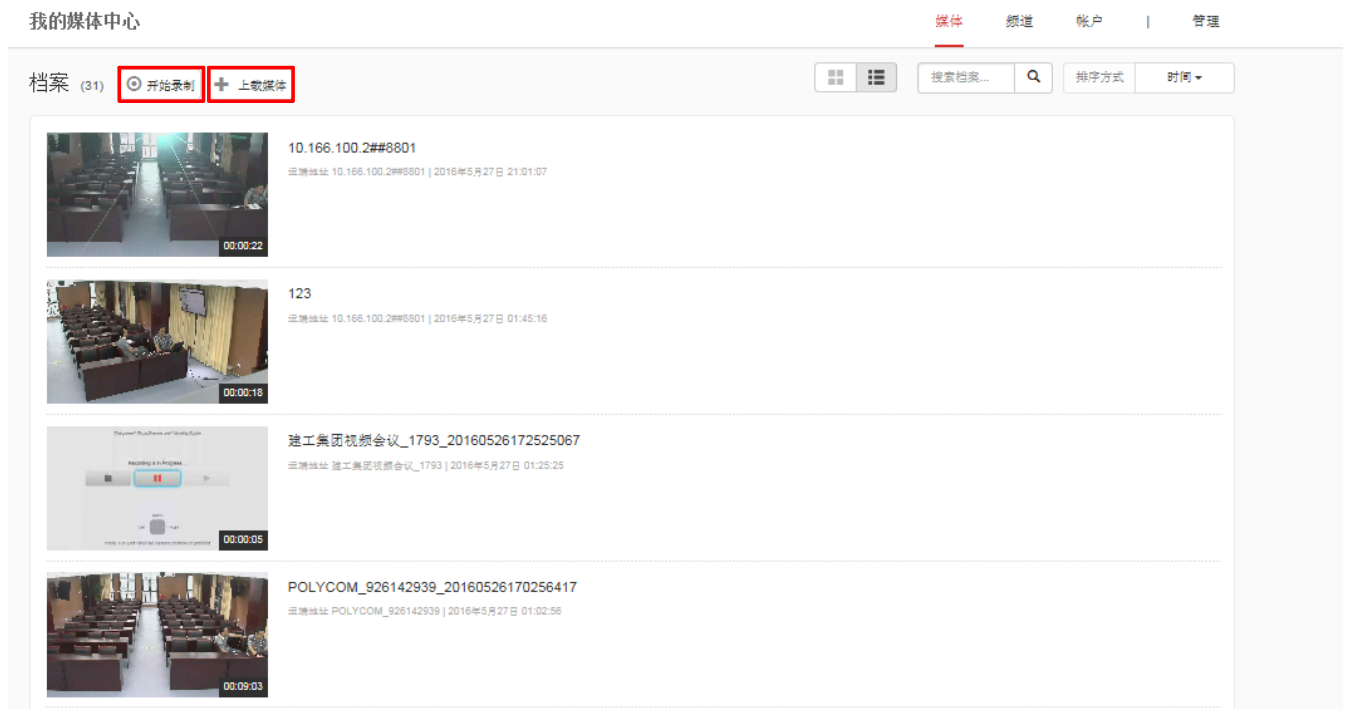 我的媒体中心
媒体 频道 帐户 | 管理
档案 (31) 开始录制 上载媒体 搜索档案... 排序方式 时间
10.166.100.2##8801
远端地址 10.166.100.2##8801 | 2016年5月27日 21:01:07
00:00:22
123
远端地址 10.166.100.2##8801 | 2016年5月27日 01:45:16
00:00:18
建工集团视频会议_1793_20160526172525067
远端地址 建工集团视频会议_1793 | 2016年5月27日 01:25:25
Recording is in Progress...
00:00:05
POLYCOM_926142939_20160526170256417
远端地址 POLYCOM_926142939 | 2016年5月27日 01:02:56
00:09:03